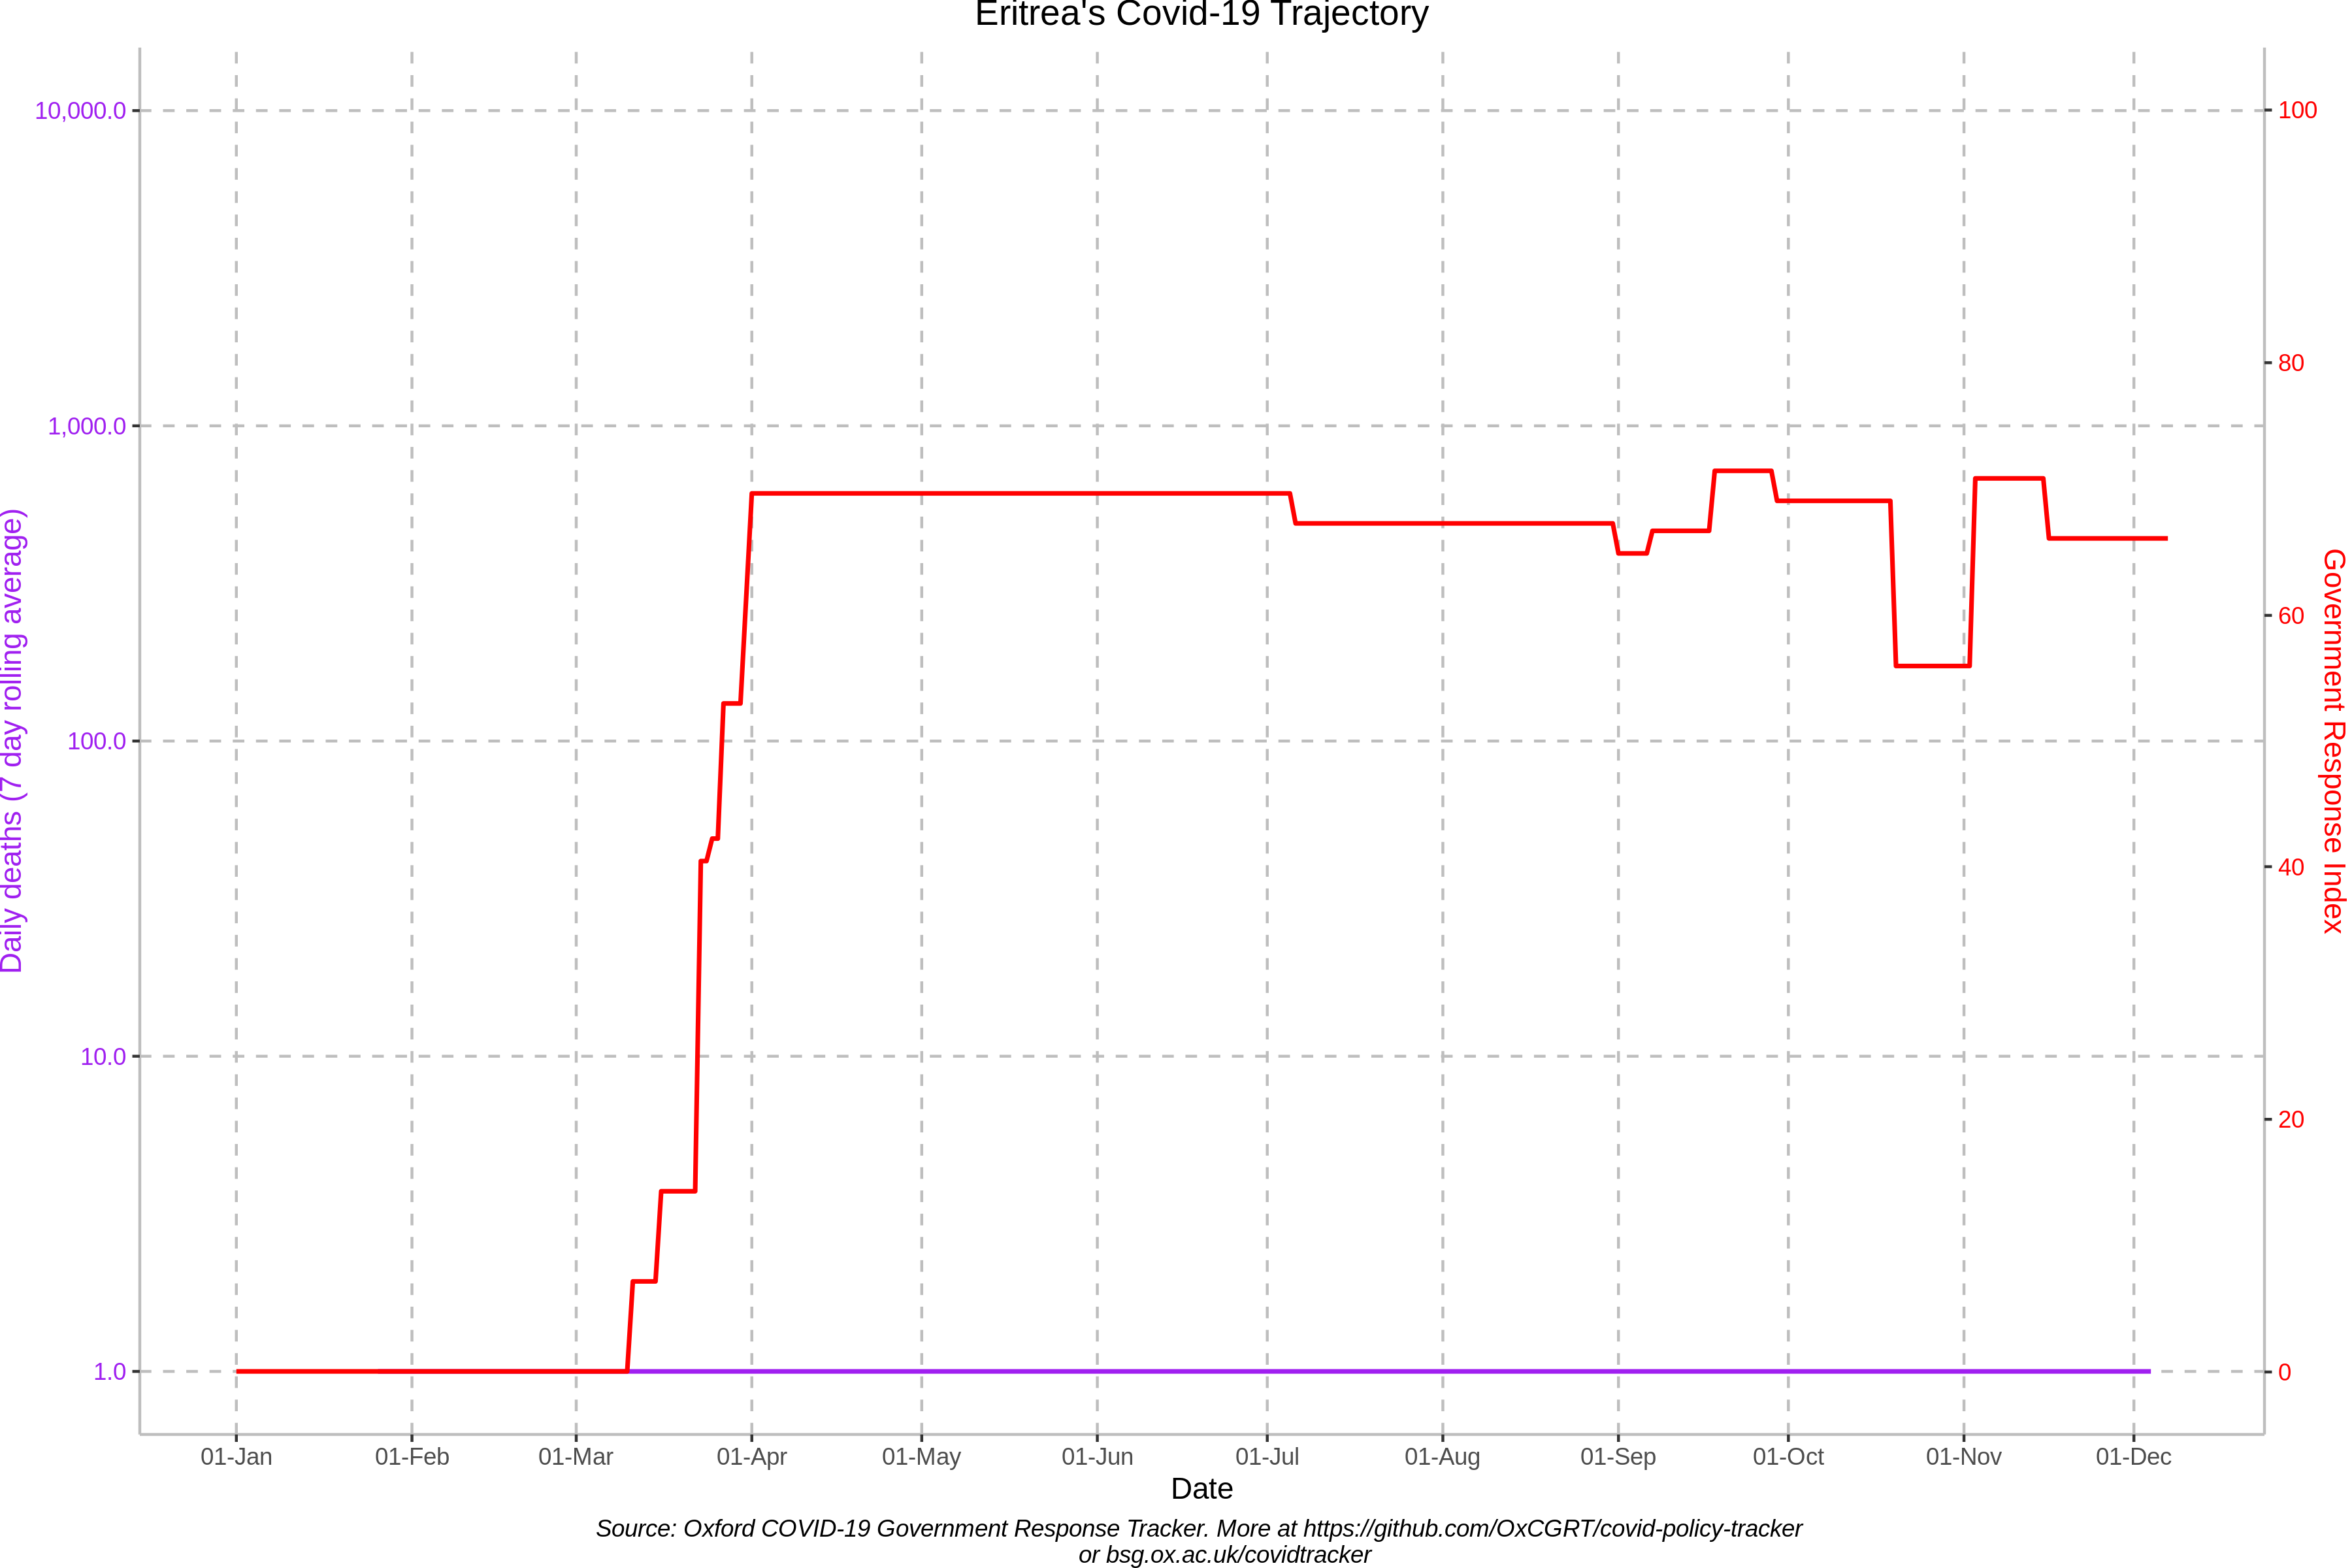 Eritrea's Covid-19 Trajectory
10,000.0
1,000.0
100.0
10.0
1.0
Daily deaths (7 day rolling average)
100
80
60
40
20
0
Government Response Index
01-Jan 01-Feb 01-Mar 01-Apr 01-May 01-Jun 01-Jul 01-Aug 01-Sep 01-Oct 01-Nov 01-Dec
Date
Source: Oxford COVID-19 Government Response Tracker. More at https://github.com/OxCGRT/covid-policy-tracker
or bsg.ox.ac.uk/covidtracker